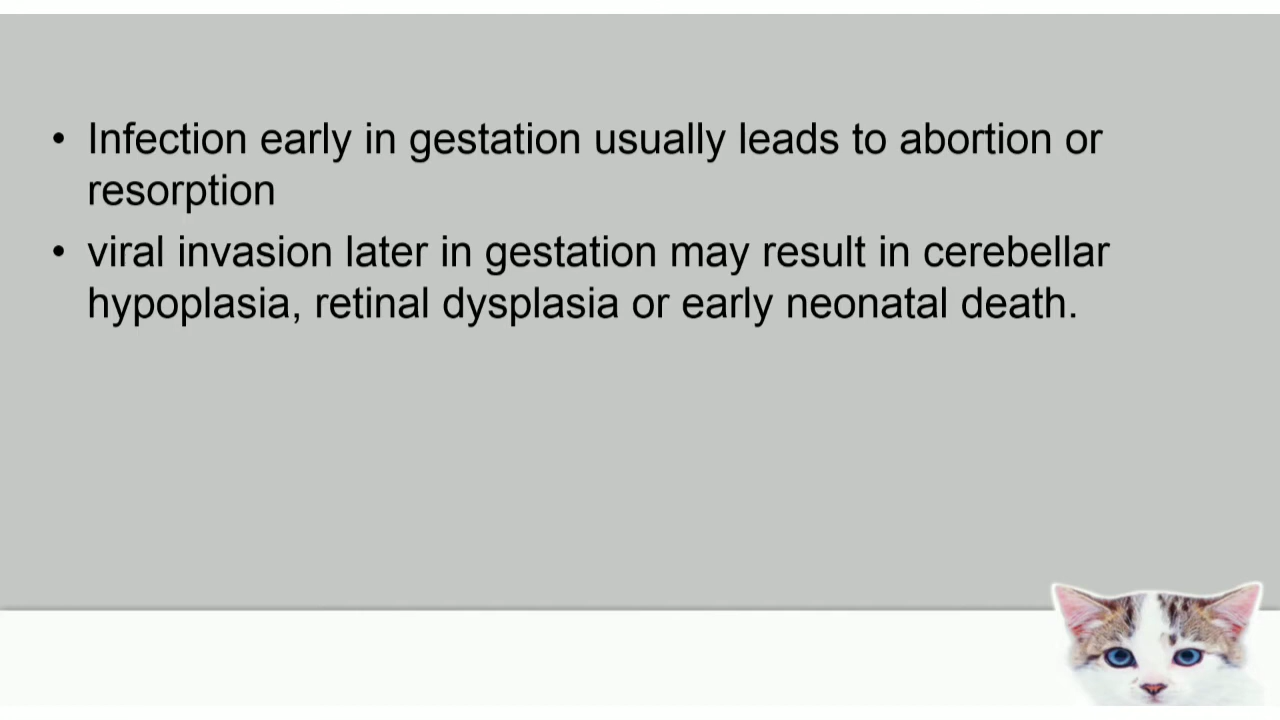 • Infection early in gestation usually leads to abortion or
resorption
• viral invasion later in gestation may result in cerebellar
hypoplasia, retinal dysplasia or early neonatal death.